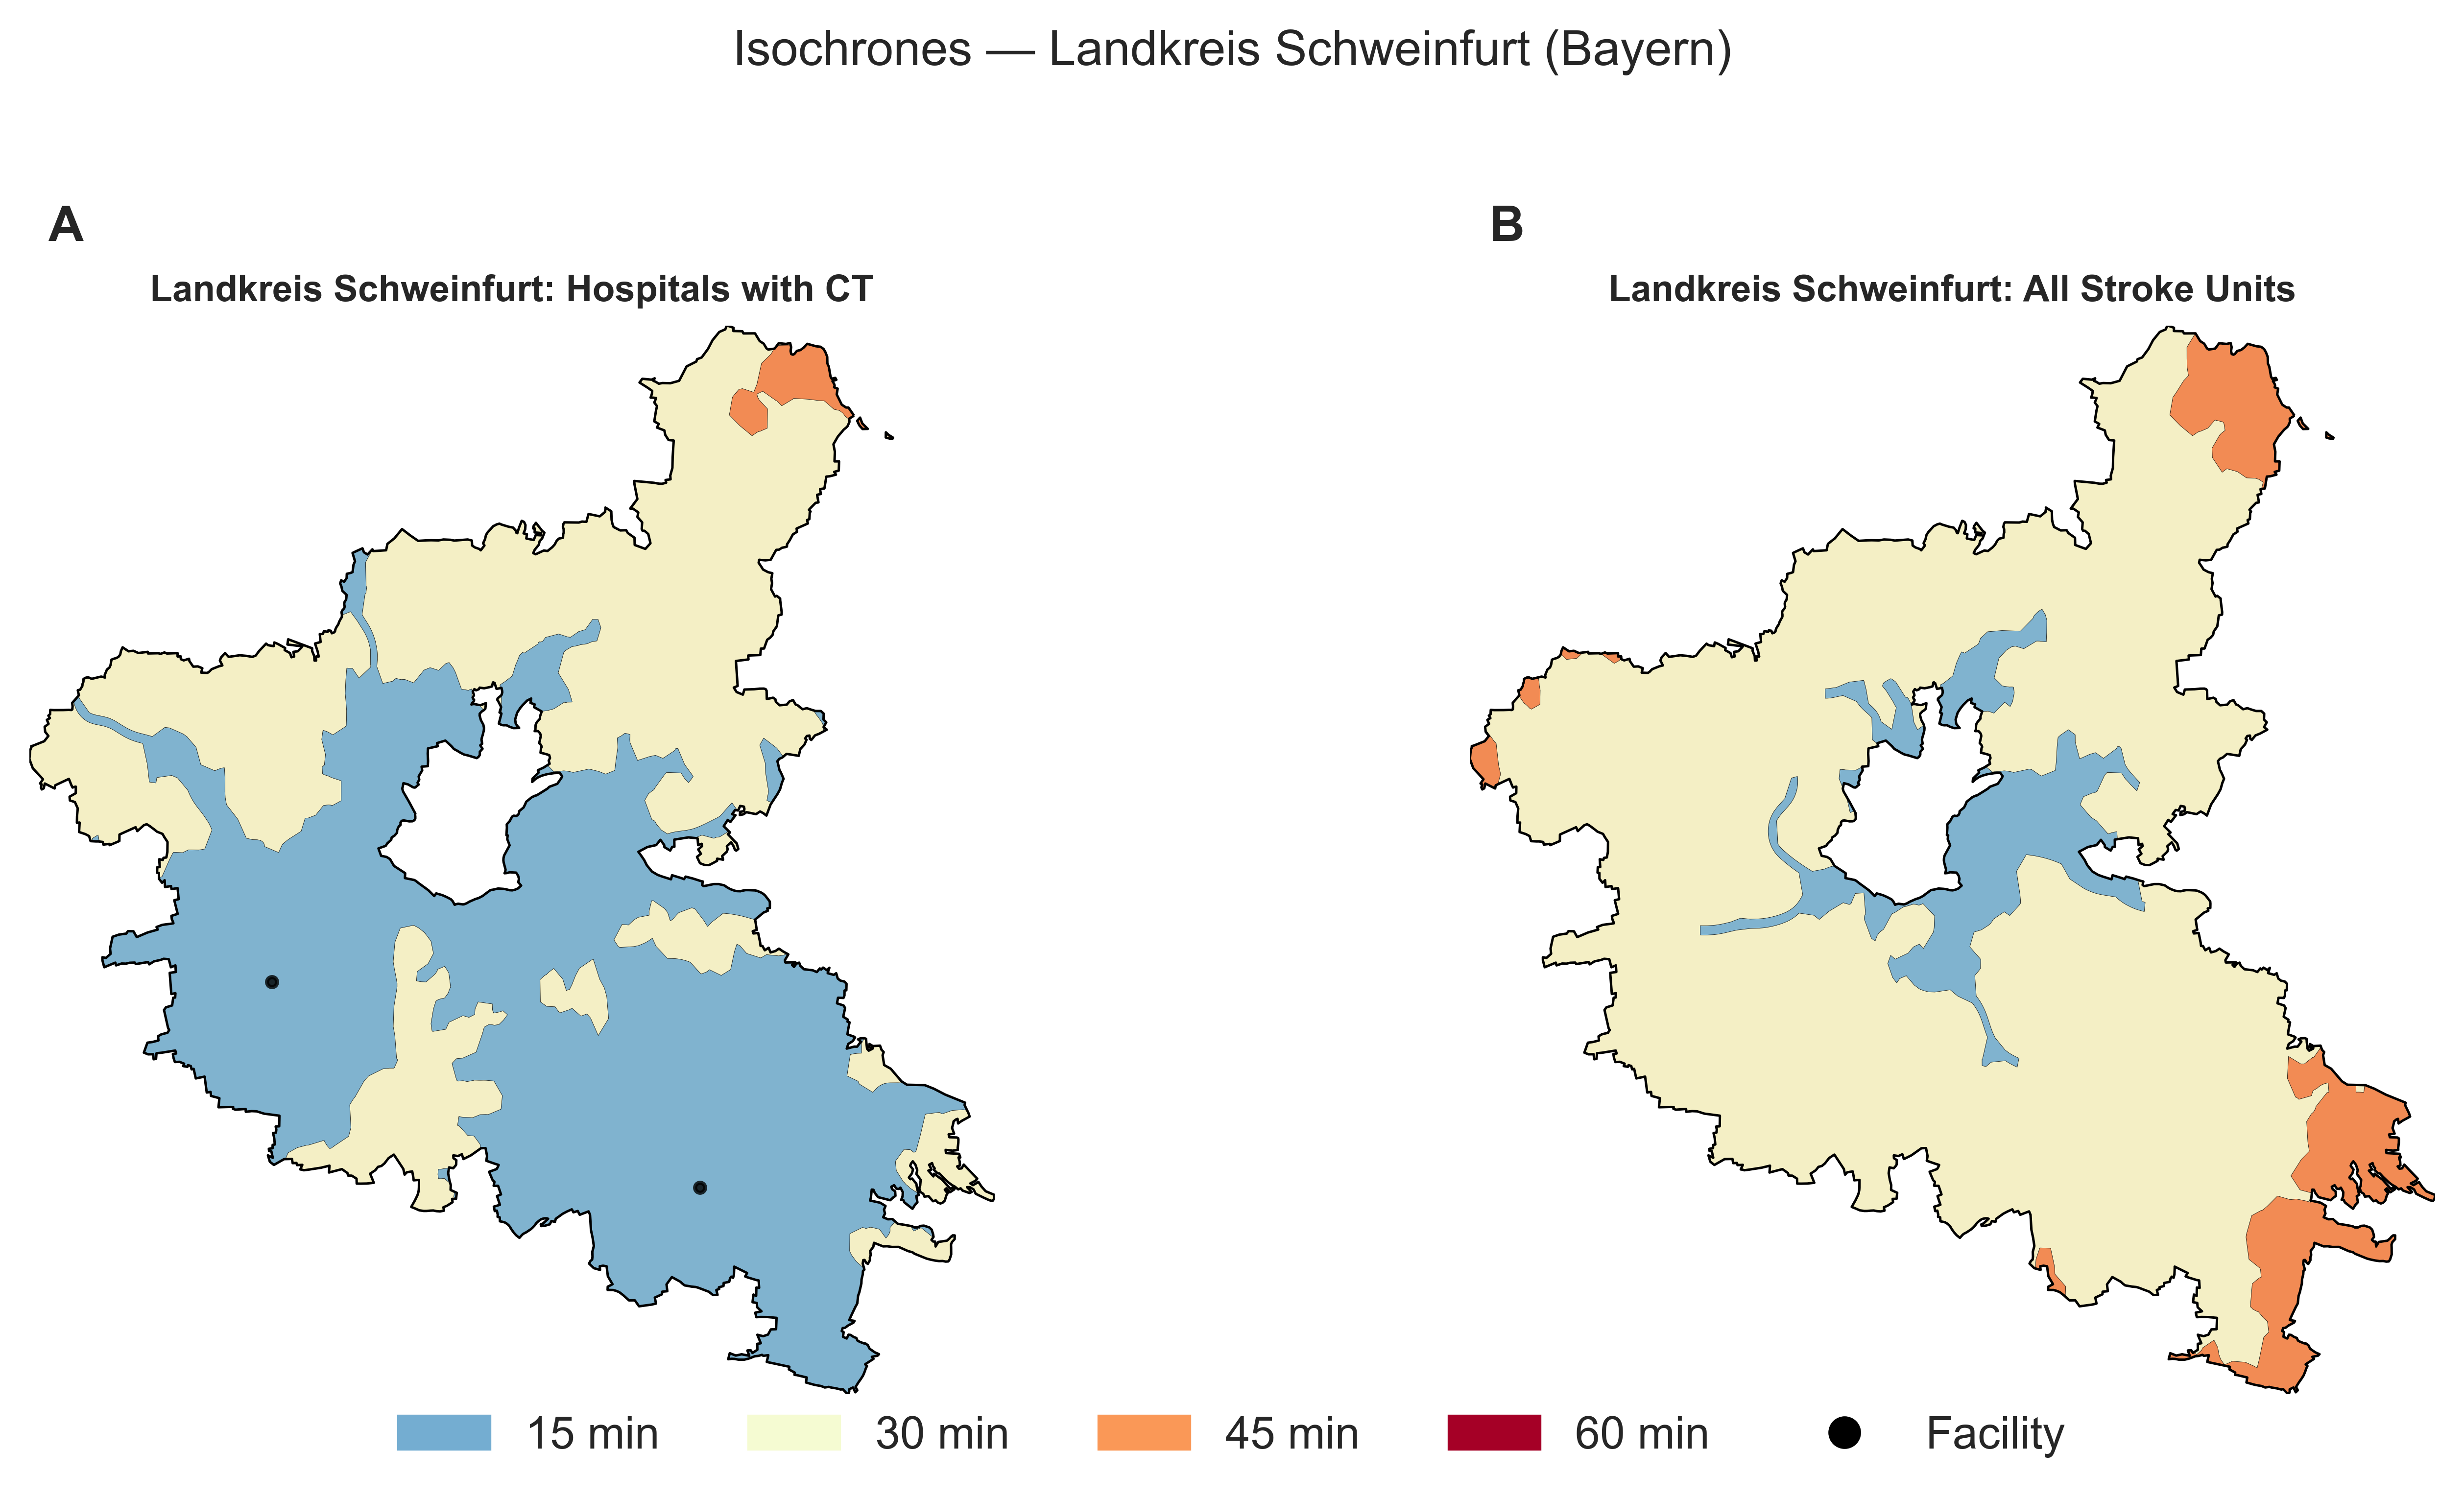 Isochrones — Landkreis Schweinfurt (Bayern)
A
B
Landkreis Schweinfurt: Hospitals with CT
Landkreis Schweinfurt: All Stroke Units
15 min
30 min
45 min
60 min
Facility